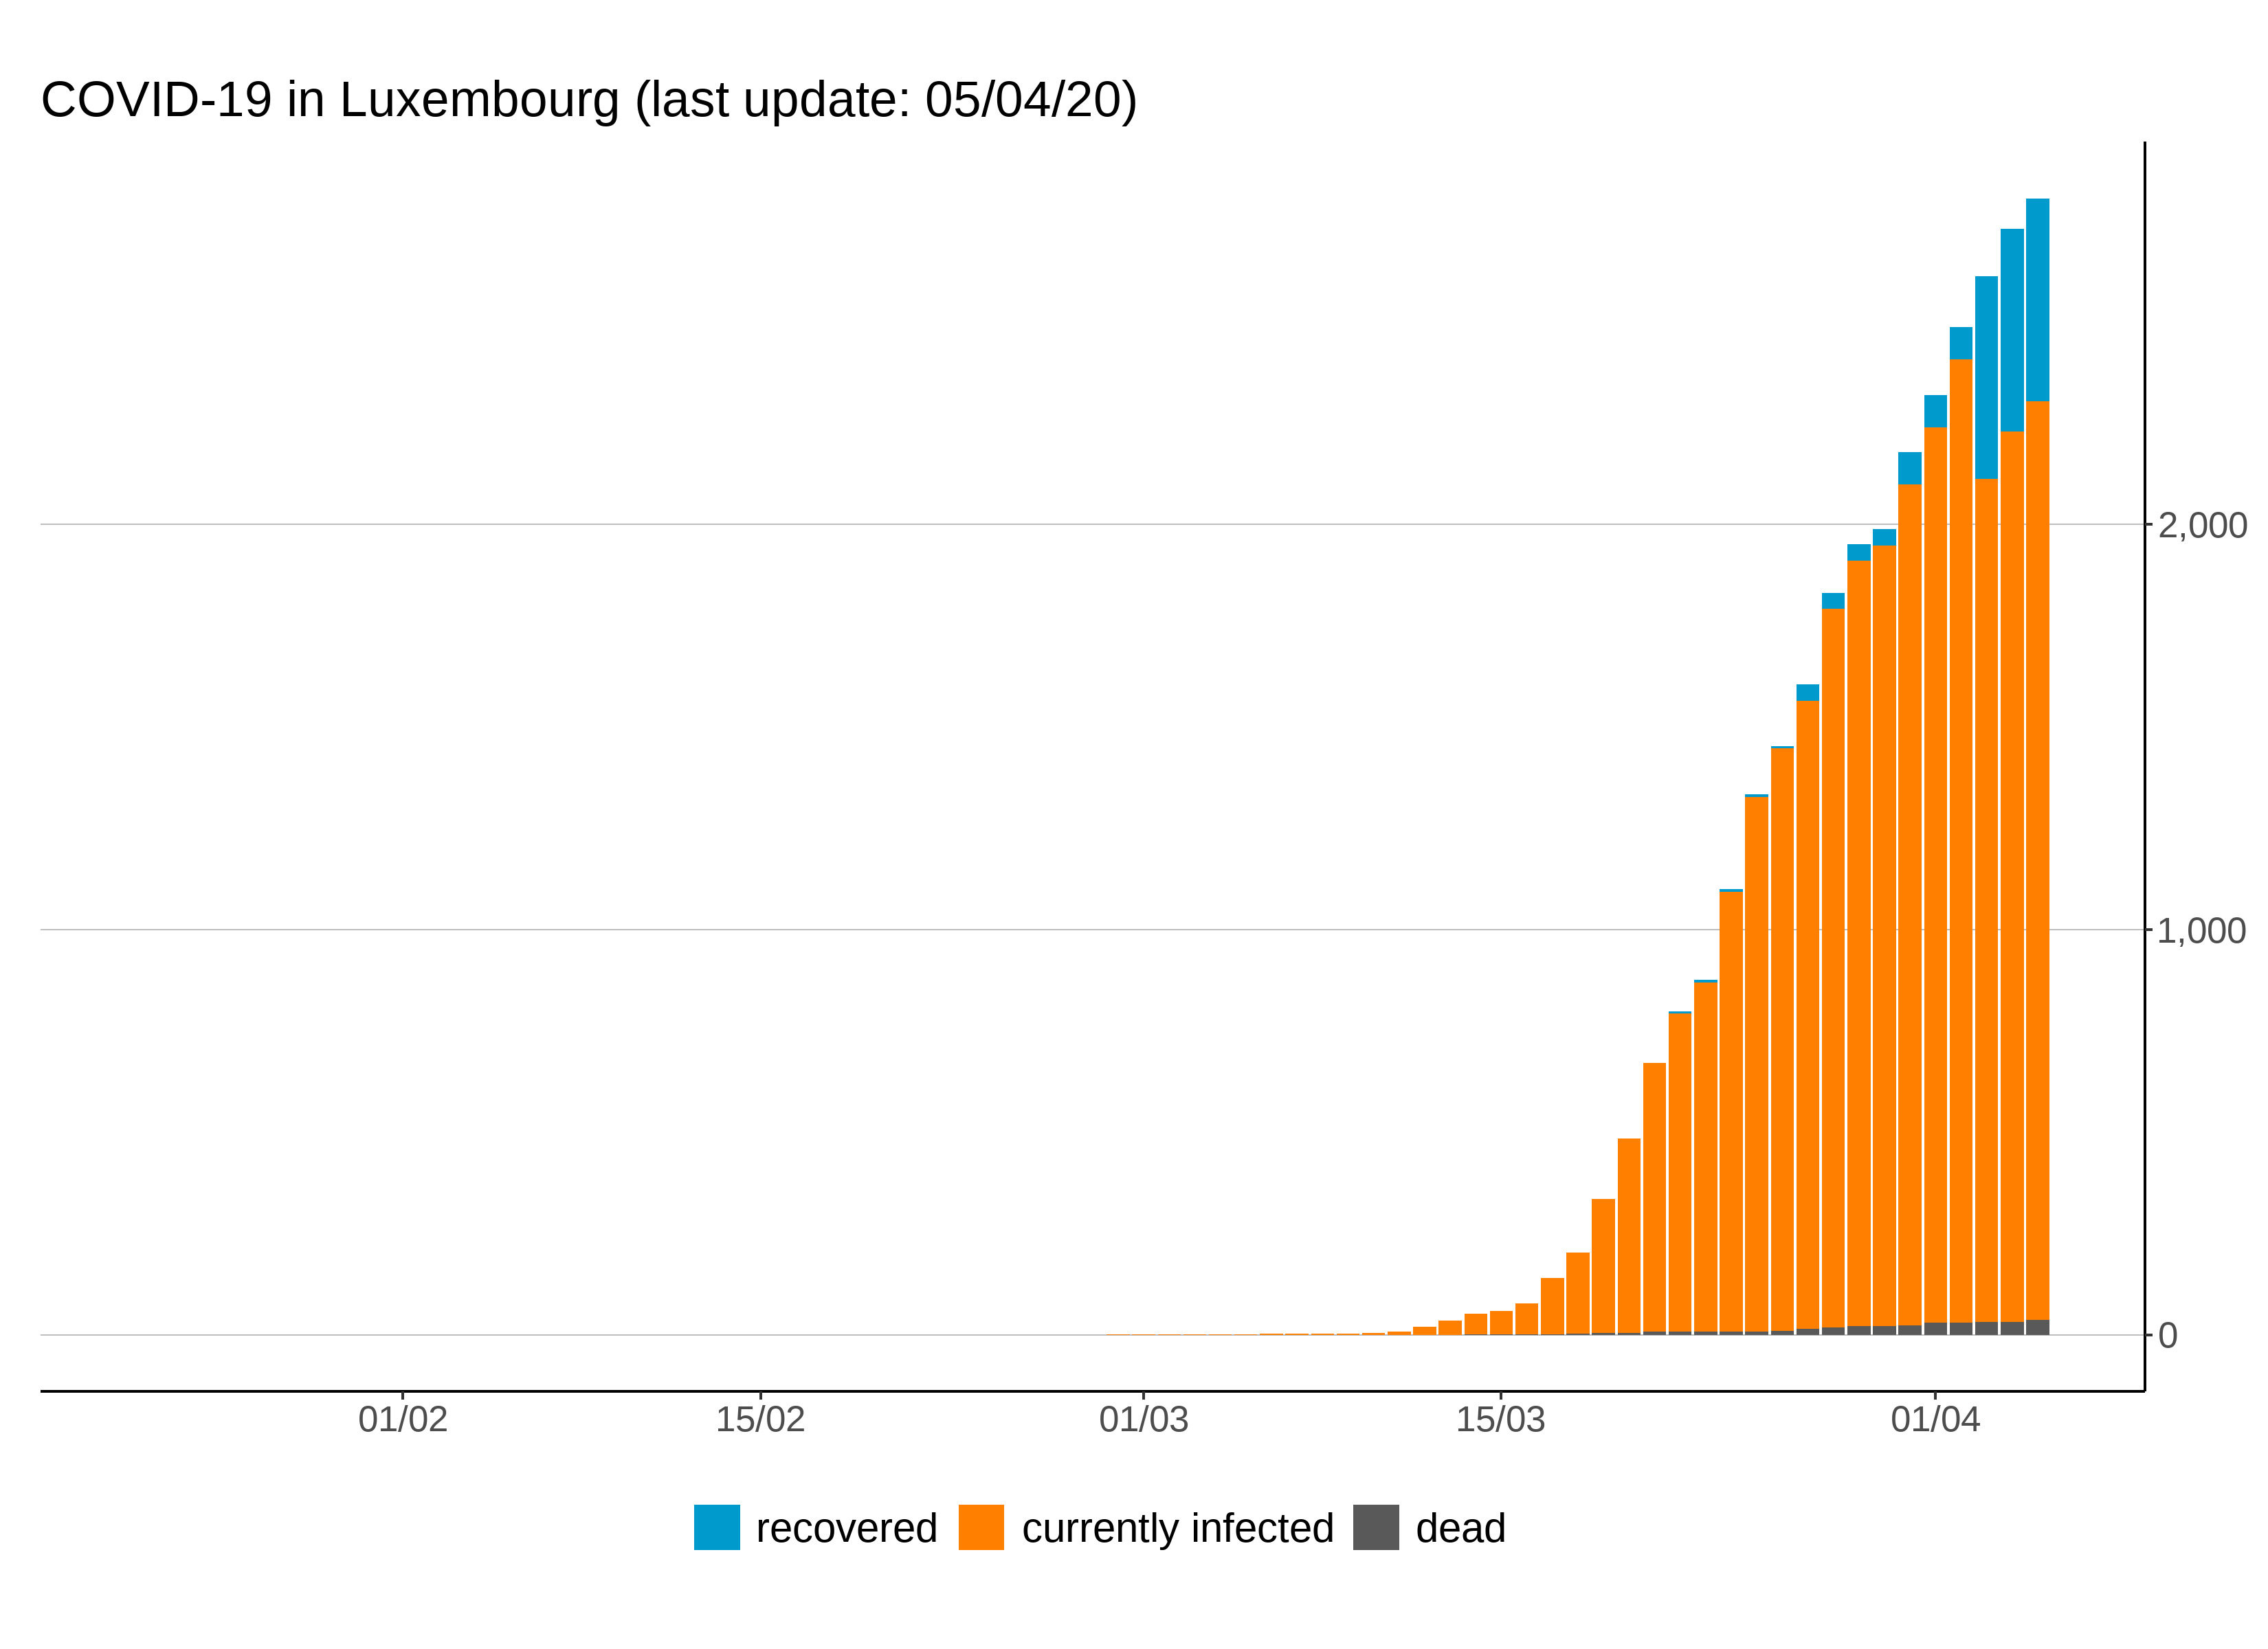 COVID-19 in Luxembourg (last update: 05/04/20)
2,000
1,000
0
01/02 15/02 01/03 15/03 01/04
recovered currently infected dead